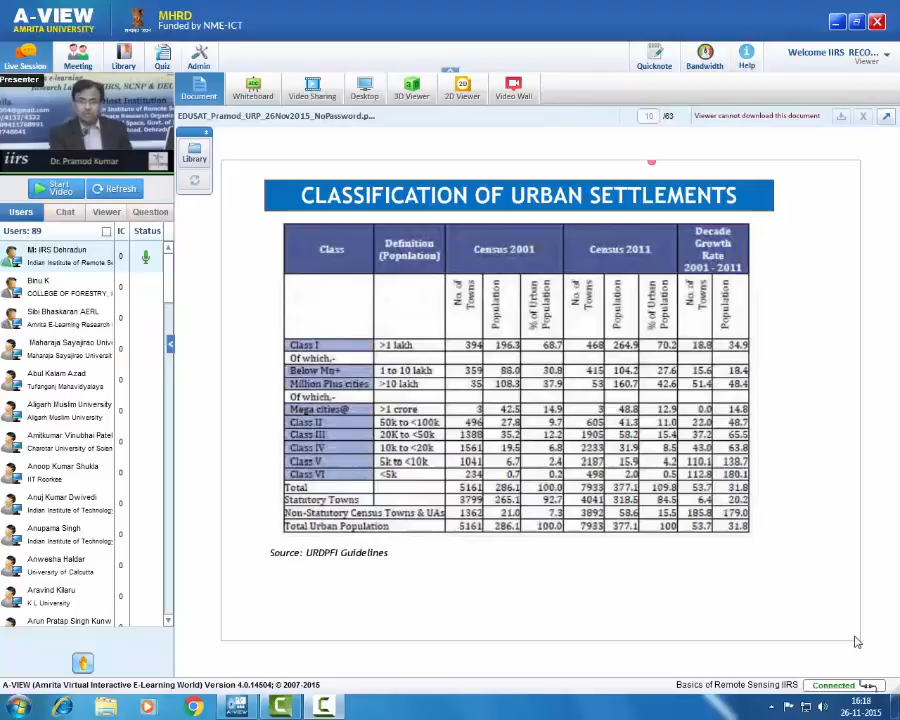 A-VIEW
AMRITA UNIVERSITY
MHRD
Funded by NME-ICT
Live Session Meeting Library Quiz Admin
Quicknote Bandwidth Help
Welcome IIRS RECO...
Viewer
Presenter
Document Whiteboard Video Sharing Desktop 3D Viewer 2D Viewer Video Wall
EDUSAT_Pramod_URP_26Nov2015_NoPassword.p... 10 /63 Viewer cannot download this document
iirs Dr. Pramod Kumar
Library
Start Video Refresh
Users Chat Viewer Question
Users: 89 IC Status
M: IIRS Dehradun 0
Indian Institute of Remote Se
Binu K 0
COLLEGE OF FORESTRY,
Sibi Bhaskaran AERL 0
Amrita E-Learning Research
Maharaja Sayajirao Universit 0
Maharaja Sayajirao Universit
Abul Kalam Azad 0
Tufanganj Mahavidyalaya
Aligarh Muslim University 0
Aligarh Muslim University
Amitkumar Vinubhai Patel 0
Charotar University of Scien
Anoop Kumar Shukla 0
IIT Roorkee
Anuj Kumar Dwivedi 0
Indian Institute of Technolog
Anupama Singh 0
Indian Institute of Technolog
Anwesha Haldar 0
University of Calcutta
Aravind Kilaru 0
K L University
Arun Pratap Singh Kunw 0
CLASSIFICATION OF URBAN SETTLEMENTS
Class Definition (Population) Census 2001 Census 2011 Decade Growth Rate 2001 - 2011
No. of Towns Population % of Urban Population No. of Towns Population % of Urban Population No. of Towns Population
Class I >1 lakh 394 196.3 68.7 468 264.9 70.2 18.8 34.9
Of which,-
Below Mn+ 1 to 10 lakh 359 88.0 30.8 415 104.2 27.6 15.6 18.4
Million Plus cities >10 lakh 35 108.3 37.9 53 160.7 42.6 51.4 48.4
Of which,-
Mega cities@ >1 crore 3 42.5 14.9 3 48.8 12.9 0.0 14.8
Class II 50k to <100k 496 27.8 9.7 605 41.3 11.0 22.0 48.7
Class III 20K to <50k 1388 35.2 12.2 1905 58.2 15.4 37.2 65.5
Class IV 10k to <20k 1561 19.5 6.8 2233 31.9 8.5 43.0 63.8
Class V 5k to <10k 1041 6.7 2.4 2187 15.9 4.2 110.1 138.7
Class VI <5k 234 0.7 0.2 498 2.0 0.5 112.8 180.1
Total 5161 286.1 100.0 7933 377.1 109.8 53.7 31.8
Statutory Towns 3799 265.1 92.7 4041 318.5 84.5 6.4 20.2
Non-Statutory Census Towns & UAs 1362 21.0 7.3 3892 58.6 15.5 185.8 179.0
Total Urban Population 5161 286.1 100.0 7933 377.1 100 53.7 31.8
Source: URDPFI Guidelines
A-VIEW (Amrita Virtual Interactive E-Learning World) Version 4.0.14504; © 2007-2015 Basics of Remote Sensing IIRS Connected
16:18
26-11-2015